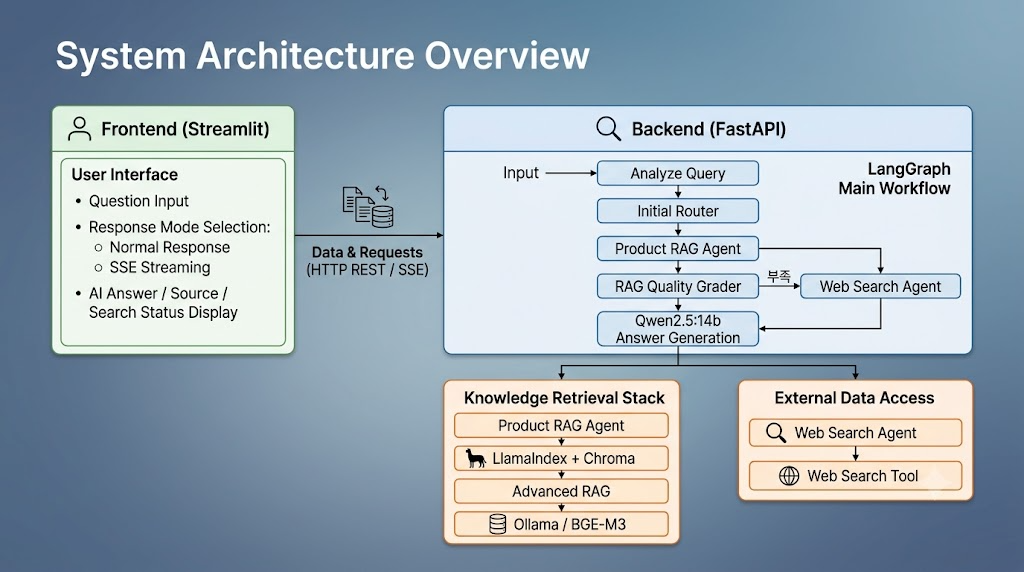 System Architecture Overview
Frontend (Streamlit)
User Interface
• Question Input
• Response Mode Selection:
○ Normal Response
○ SSE Streaming
• AI Answer / Source /
Search Status Display
Data & Requests
(HTTP REST / SSE)
Backend (FastAPI)
LangGraph
Main Workflow
Input
Analyze Query
Initial Router
Product RAG Agent
RAG Quality Grader
부족
Web Search Agent
Qwen2.5:14b
Answer Generation
Knowledge Retrieval Stack
Product RAG Agent
LlamaIndex + Chroma
Advanced RAG
Ollama / BGE-M3
External Data Access
Web Search Agent
Web Search Tool